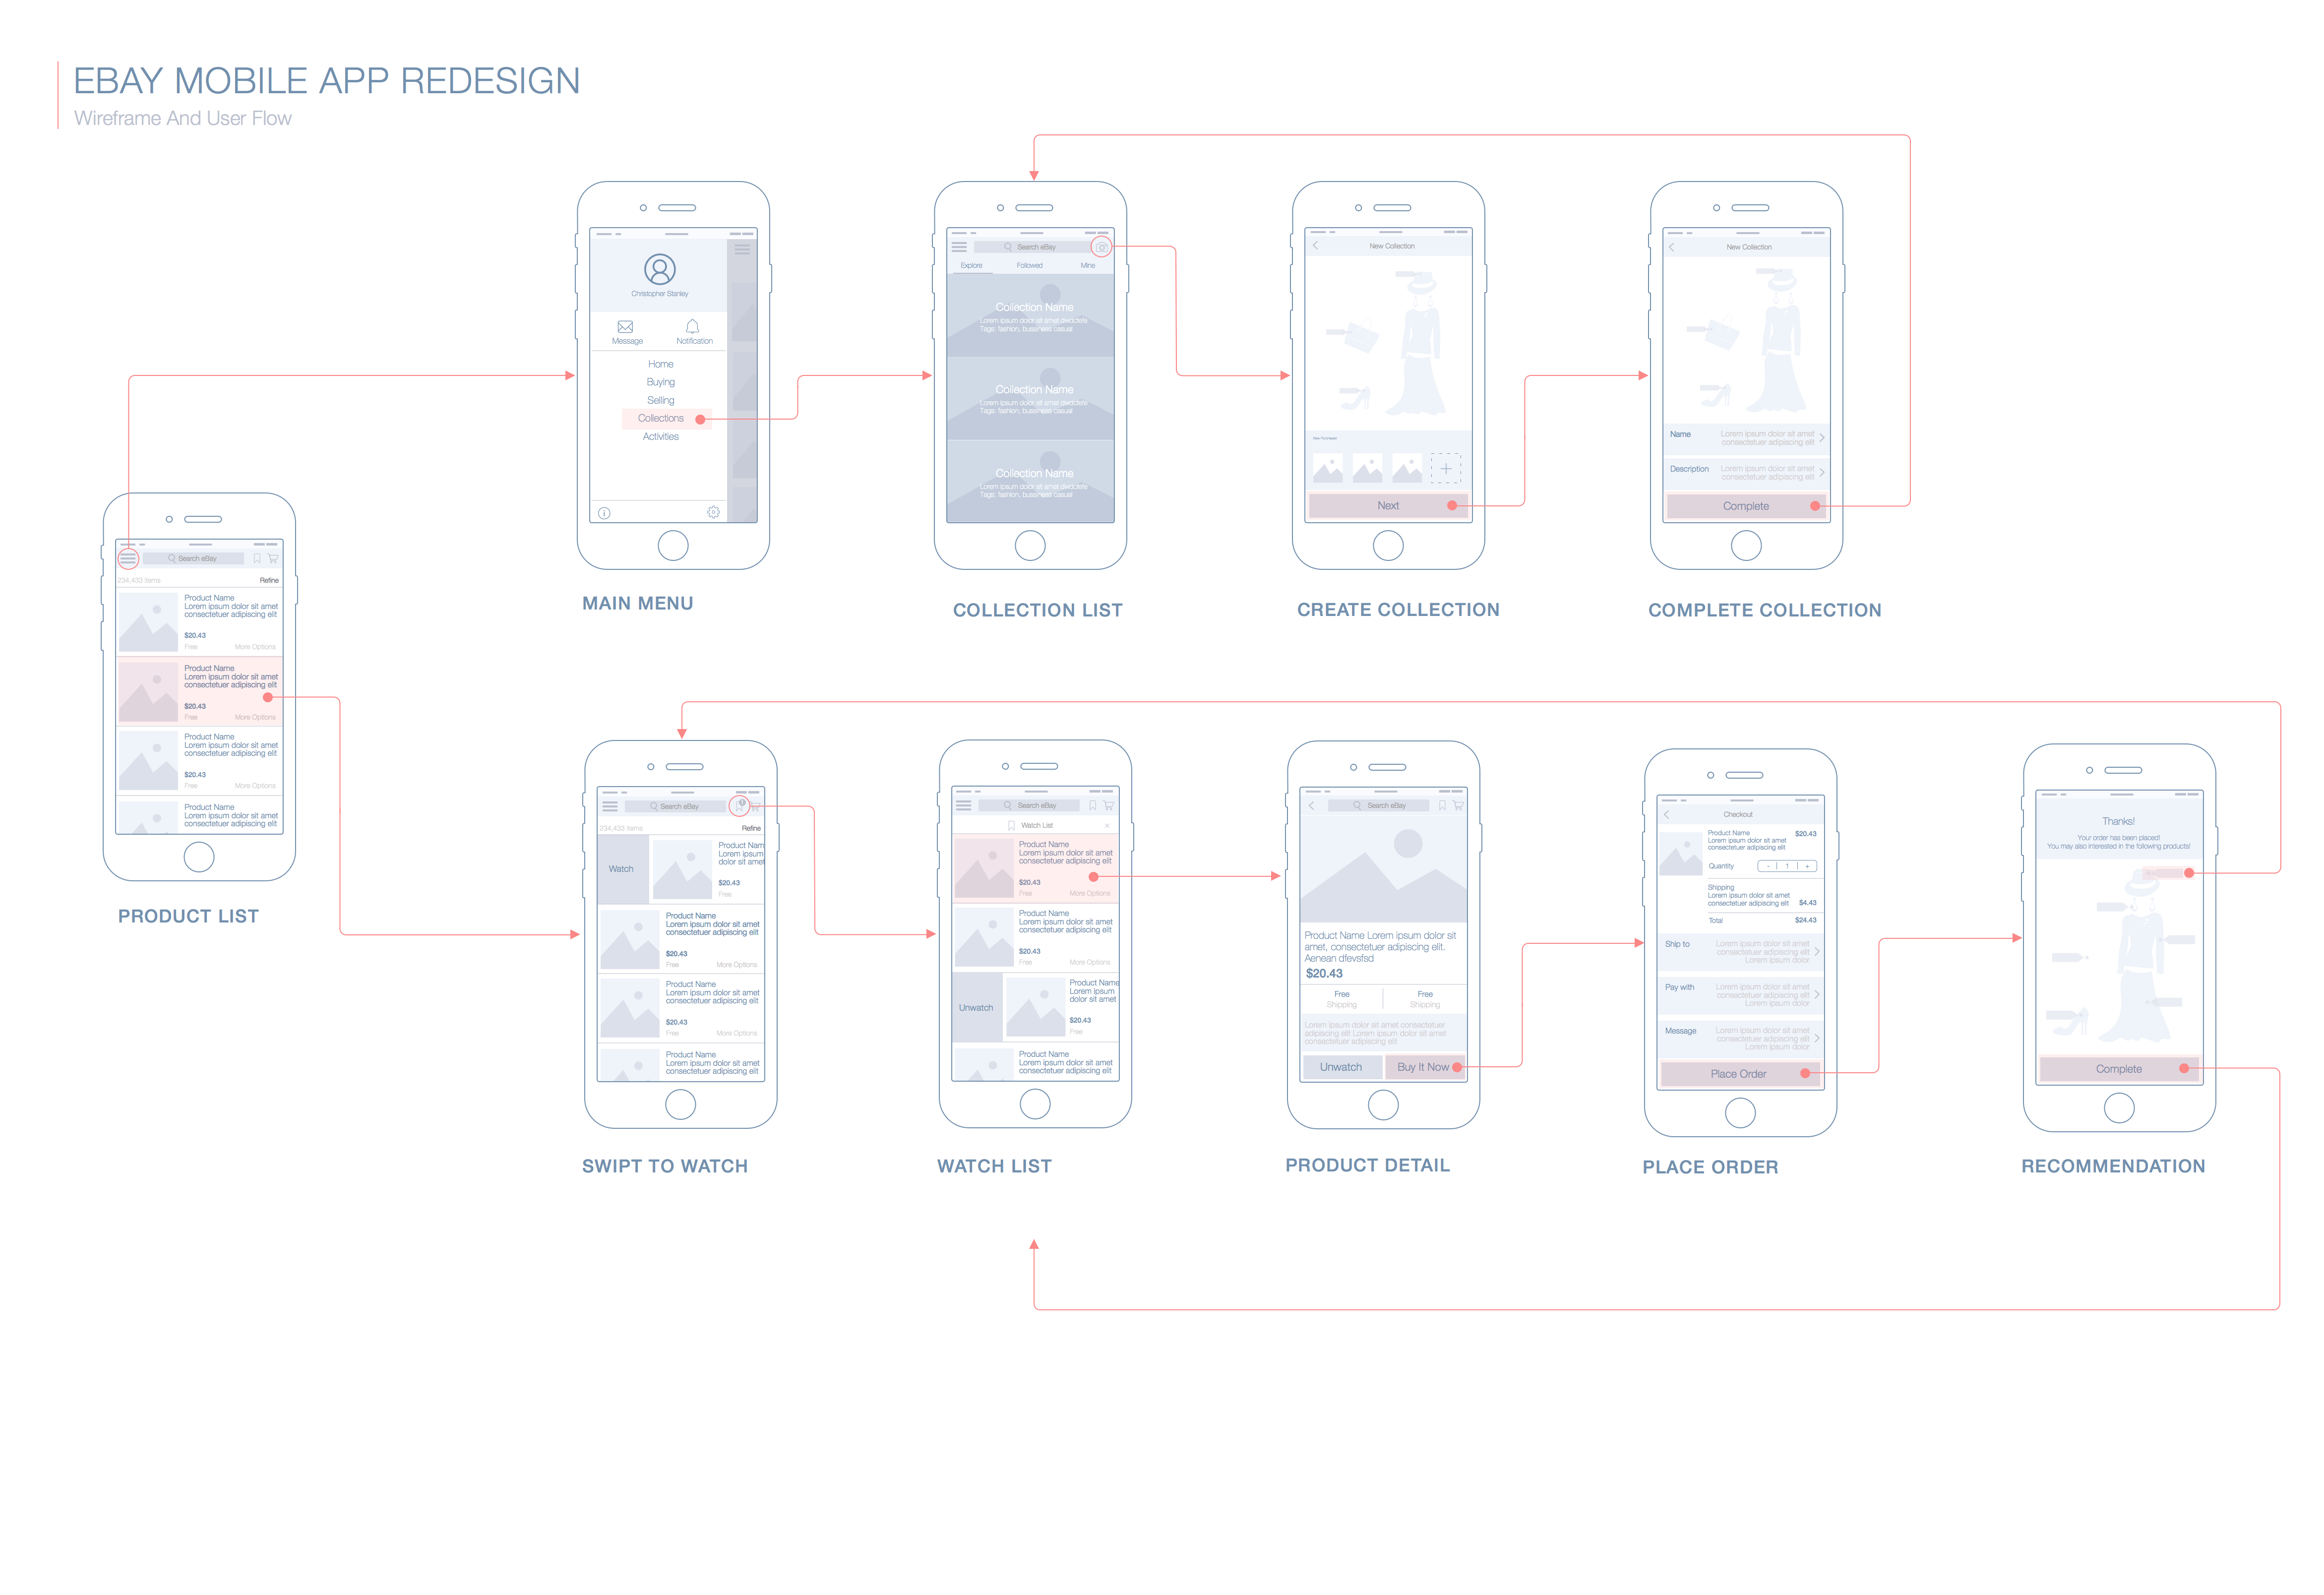 EBAY MOBILE APP REDESIGN
Wireframe And User Flow
Search eBay
234,433 items
Refine
Product Name
Lorem ipsum dolor sit amet
consectetuer adipiscing elit
$20.43
Free
More Options
Product Name
Lorem ipsum dolor sit amet
consectetuer adipiscing elit
$20.43
Free
More Options
Product Name
Lorem ipsum dolor sit amet
consectetuer adipiscing elit
$20.43
Free
More Options
Product Name
Lorem ipsum dolor sit amet
consectetuer adipiscing elit
PRODUCT LIST
Christopher Stanley
Message
Notification
Home
Buying
Selling
Collections
Activities
MAIN MENU
Search eBay
Explore
Followed
Mine
Collection Name
Lorem ipsum dolor sit amet dwdclete
Tags: fashion, bussiness casual
Collection Name
Lorem ipsum dolor sit amet dwdclete
Tags: fashion, bussiness casual
Collection Name
Lorem ipsum dolor sit amet dwdclete
Tags: fashion, bussiness casual
COLLECTION LIST
New Collection
Next
CREATE COLLECTION
New Collection
Name
Lorem ipsum dolor sit amet
consectetuer adipiscing elit
Description
Lorem ipsum dolor sit amet
consectetuer adipiscing elit
Complete
COMPLETE COLLECTION
Search eBay
234,433 items
Refine
Watch
Product Nam
Lorem ipsum
dolor sit amet
$20.43
Free
Product Name
Lorem ipsum dolor sit amet
consectetuer adipiscing elit
$20.43
Free
More Options
Product Name
Lorem ipsum dolor sit amet
consectetuer adipiscing elit
$20.43
Free
More Options
Product Name
Lorem ipsum dolor sit amet
consectetuer adipiscing elit
SWIPT TO WATCH
Search eBay
Watch List
Product Name
Lorem ipsum dolor sit amet
consectetuer adipiscing elit
$20.43
Free
More Options
Product Name
Lorem ipsum dolor sit amet
consectetuer adipiscing elit
$20.43
Free
More Options
Unwatch
Product Name
Lorem ipsum
dolor sit amet
$20.43
Free
Product Name
Lorem ipsum dolor sit amet
consectetuer adipiscing elit
WATCH LIST
Search eBay
Product Name Lorem ipsum dolor sit
amet, consectetuer adipiscing elit.
Aenean dfevsfsd
$20.43
Free
Shipping
Free
Shipping
Lorem ipsum dolor sit amet consectetuer
adipiscing elit Lorem ipsum dolor sit amet
consectetuer adipiscing elit
Unwatch
Buy It Now
PRODUCT DETAIL
Checkout
Product Name
$20.43
Lorem ipsum dolor sit amet
consectetuer adipiscing elit
Quantity
- 1 +
Shipping
Lorem ipsum dolor sit amet
consectetuer adipiscing elit
$4.43
Total
$24.43
Ship to
Lorem ipsum dolor sit amet
consectetuer adipiscing elit
Lorem ipsum dolor
Pay with
Lorem ipsum dolor sit amet
consectetuer adipiscing elit
Lorem ipsum dolor
Message
Lorem ipsum dolor sit amet
consectetuer adipiscing elit
Lorem ipsum dolor
Place Order
PLACE ORDER
Thanks!
Your order has been placed!
You may also interested in the following products!
Complete
RECOMMENDATION